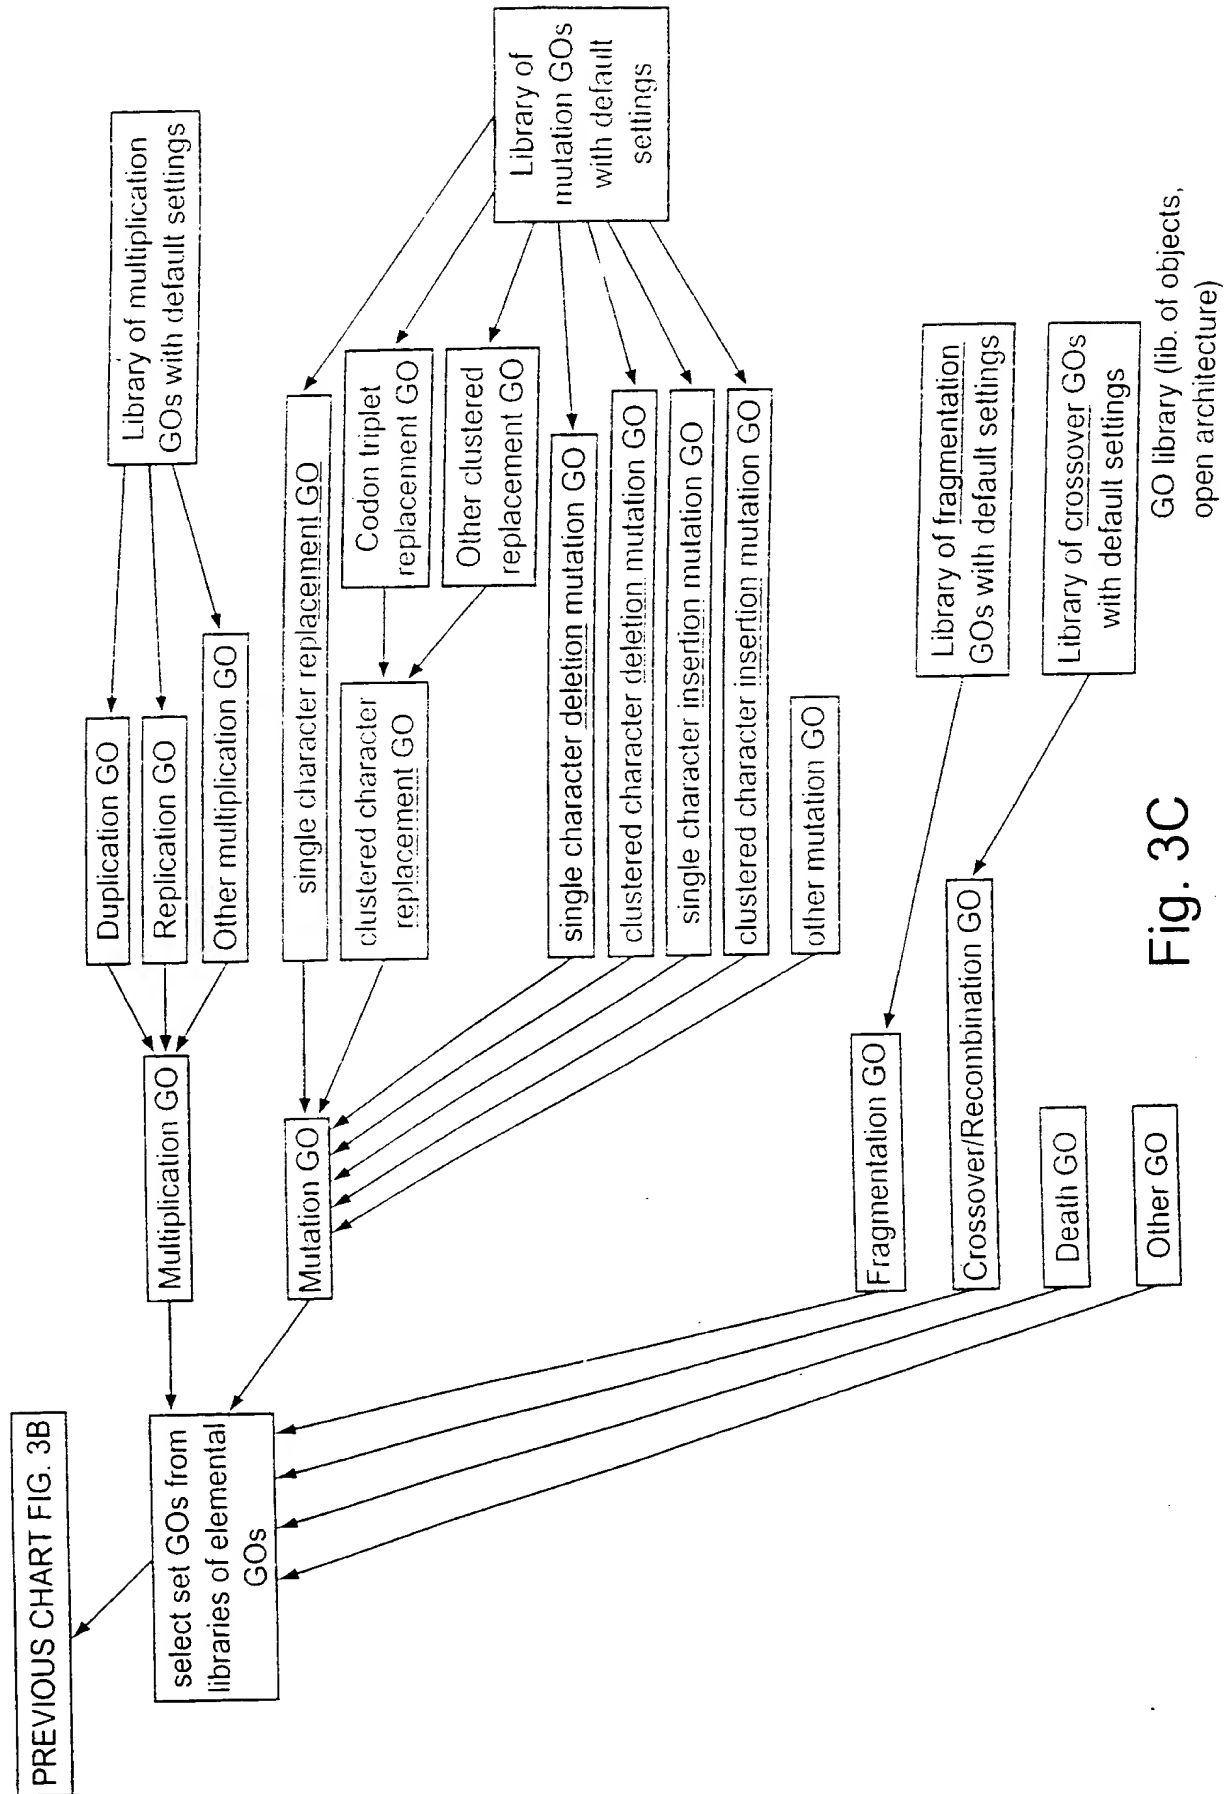 PREVIOUS CHART FIG. 3B
select set GOs from
libraries of elemental
GOs
Multiplication GO
Duplication GO
Replication GO
Other multiplication GO
Library of multiplication
GOs with default settings
Mutation GO
single character replacement GO
clustered character
replacement GO
Codon triplet
replacement GO
Other clustered
replacement GO
single character deletion mutation GO
clustered character deletion mutation GO
single character insertion mutation GO
clustered character insertion mutation GO
other mutation GO
Library of
mutation GOs
with default
settings
Fragmentation GO
Library of fragmentation
GOs with default settings
Crossover/Recombination GO
Library of crossover GOs
with default settings
Death GO
Other GO
GO library (lib. of objects,
open architecture)
Fig. 3C